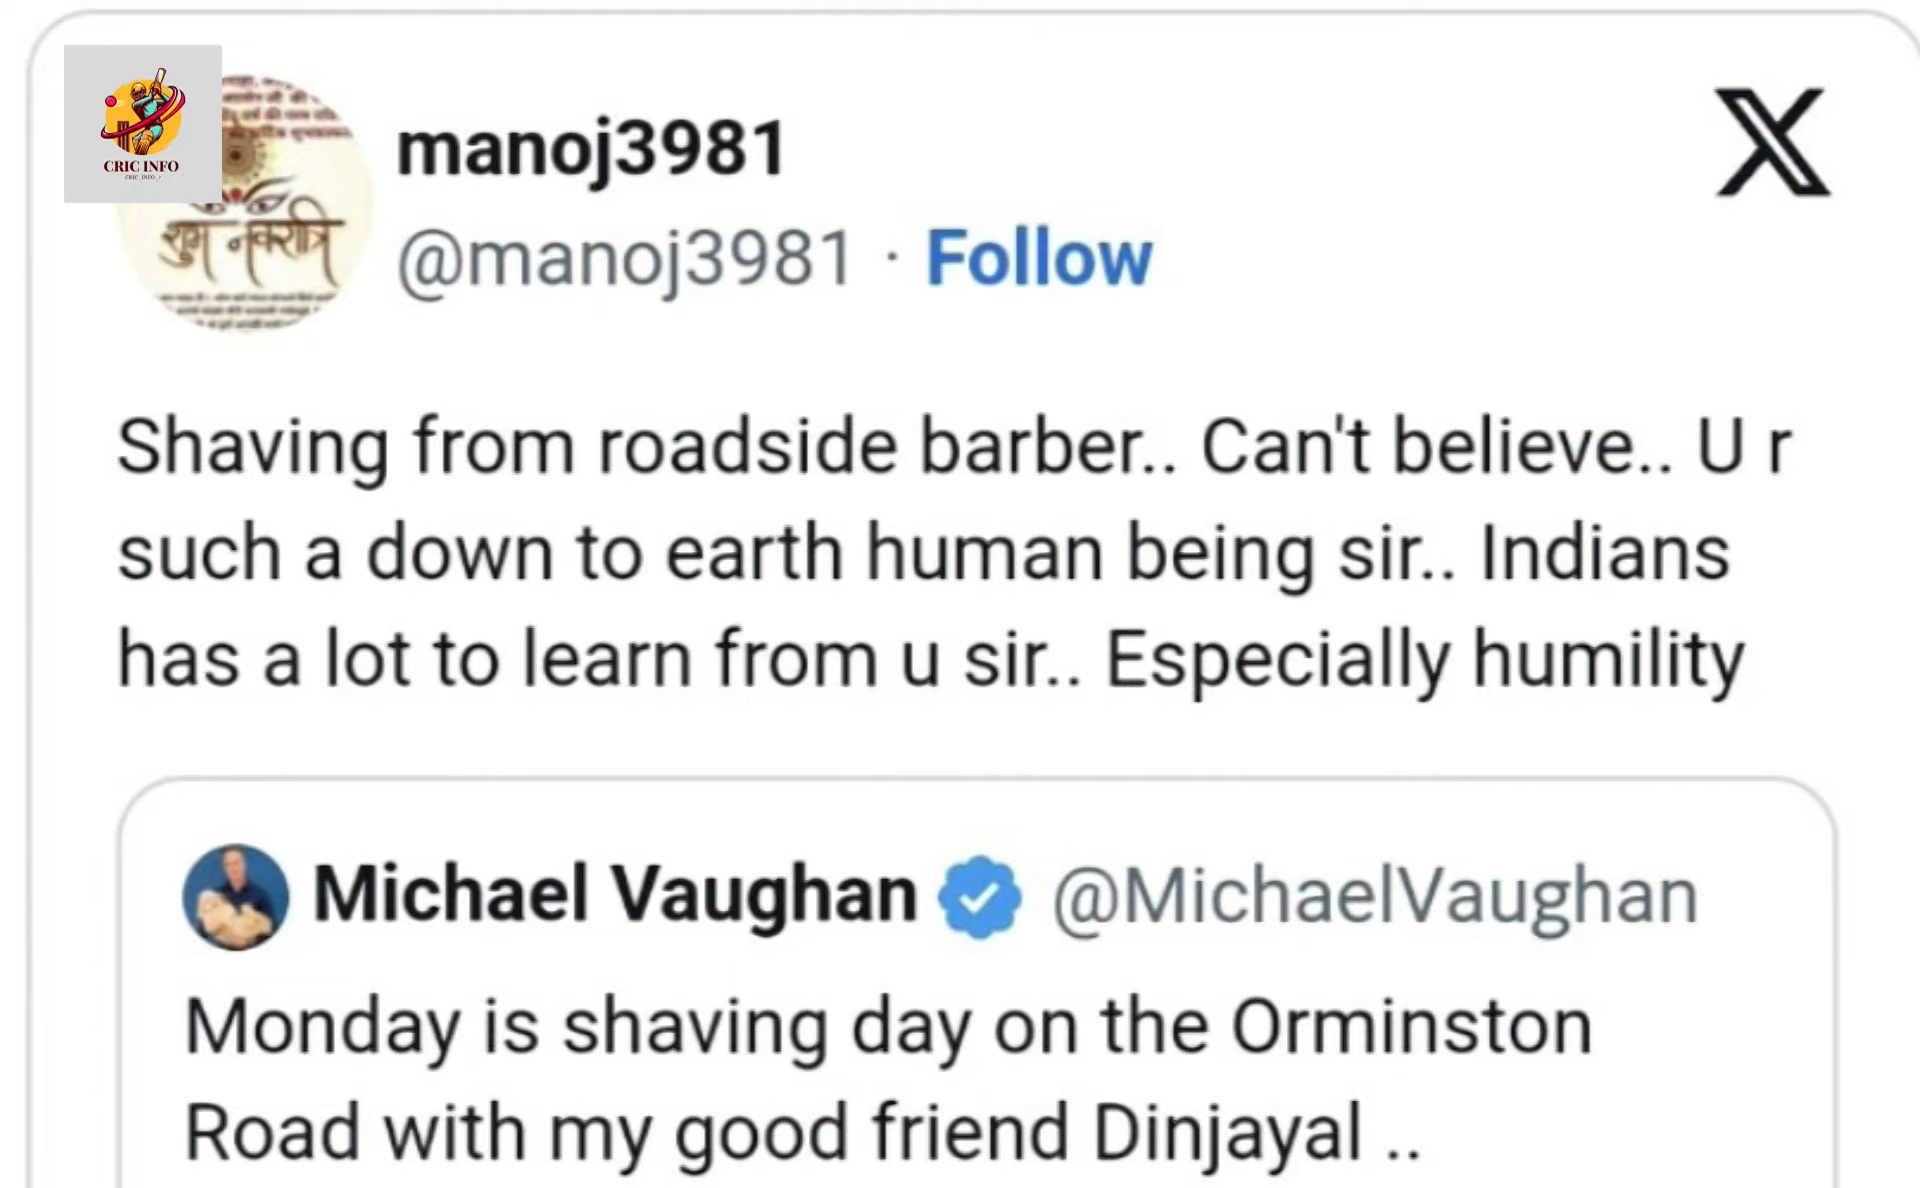 CRIC INFO
CRIC_INFO_7
शुभ नवरात्रि
manoj3981
@manoj3981 · Follow
Shaving from roadside barber.. Can't believe.. U r
such a down to earth human being sir.. Indians
has a lot to learn from u sir.. Especially humility
Michael Vaughan @MichaelVaughan
Monday is shaving day on the Orminston
Road with my good friend Dinjayal ..